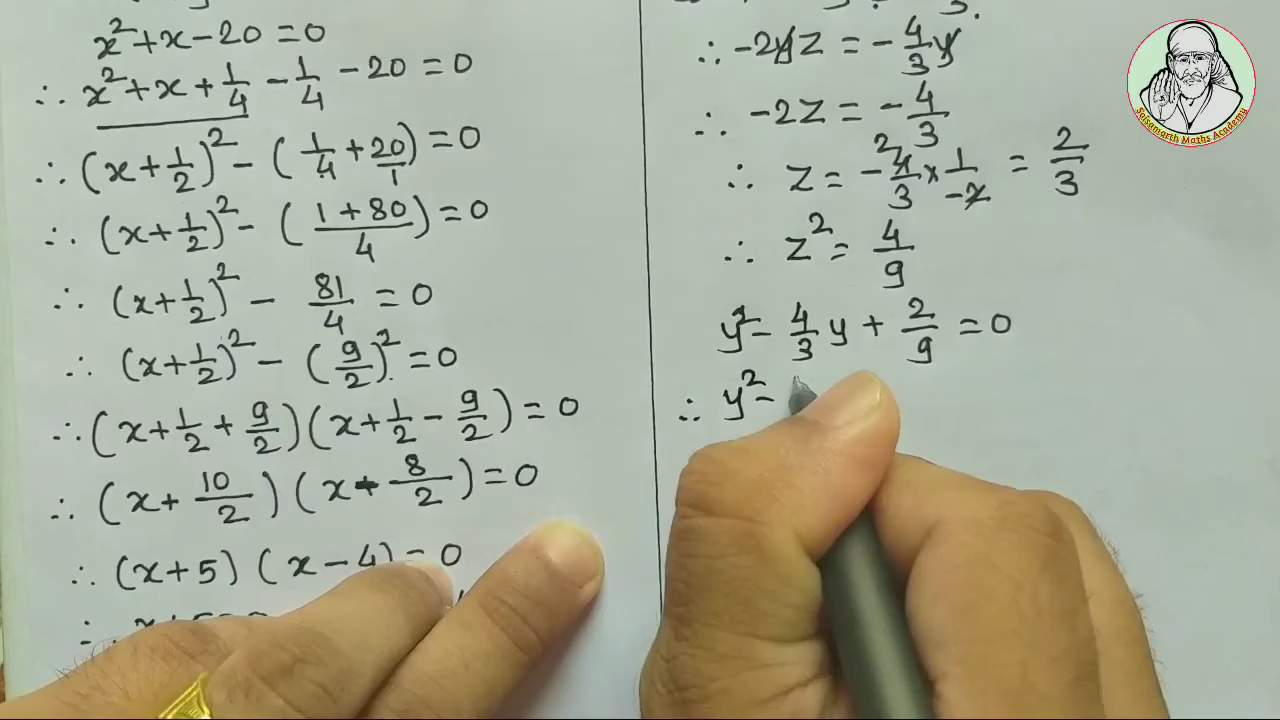 x² + x - 20 = 0
∴ x² + x + 1/4 - 1/4 - 20 = 0
∴ (x + 1/2)² - (1/4 + 20/1) = 0
∴ (x + 1/2)² - (1 + 80/4) = 0
∴ (x + 1/2)² - 81/4 = 0
∴ (x + 1/2)² - (9/2)² = 0
∴ (x + 1/2 + 9/2) (x + 1/2 - 9/2) = 0
∴ (x + 10/2) (x - 8/2) = 0
∴ (x + 5) (x - 4) = 0
∴ -2yz = -4/3 y
∴ -2z = -4/3
∴ z = -4/3 × 1/-2 = 2/3
∴ z² = 4/9
y² - 4/3 y + 2/9 = 0
∴ y² -
Saisamarth Maths Academy